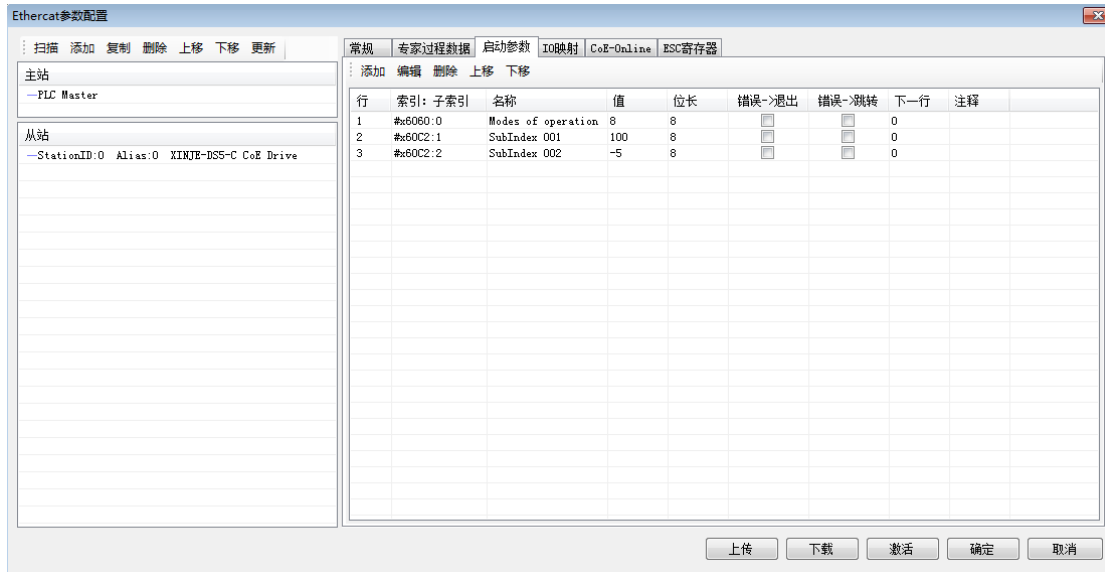 Ethercat参数配置
扫描 添加 复制 删除 上移 下移 更新
主站
PLC Master
从站
StationID:0 Alias:0 XINJE-DS5-C CoE Drive
常规 专家过程数据 启动参数 IO映射 CoE-Online ESC寄存器
添加 编辑 删除 上移 下移
行 索引: 子索引 名称 值 位长 错误->退出 错误->跳转 下一行 注释
1 #x6060:0 Modes of operation 8 8 0
2 #x60C2:1 SubIndex 001 100 8 0
3 #x60C2:2 SubIndex 002 -5 8 0
上传 下载 激活 确定 取消